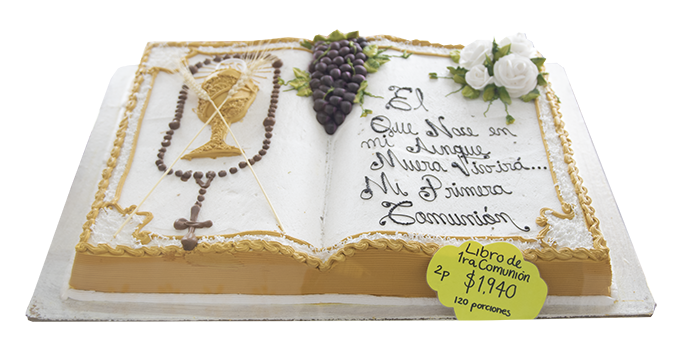 El
Que Nace en
mi Aunque
Muera Vivirá...
Mi Primera
Comunión
Libro de
1ra Comunión
2p $1,940
120 porciones